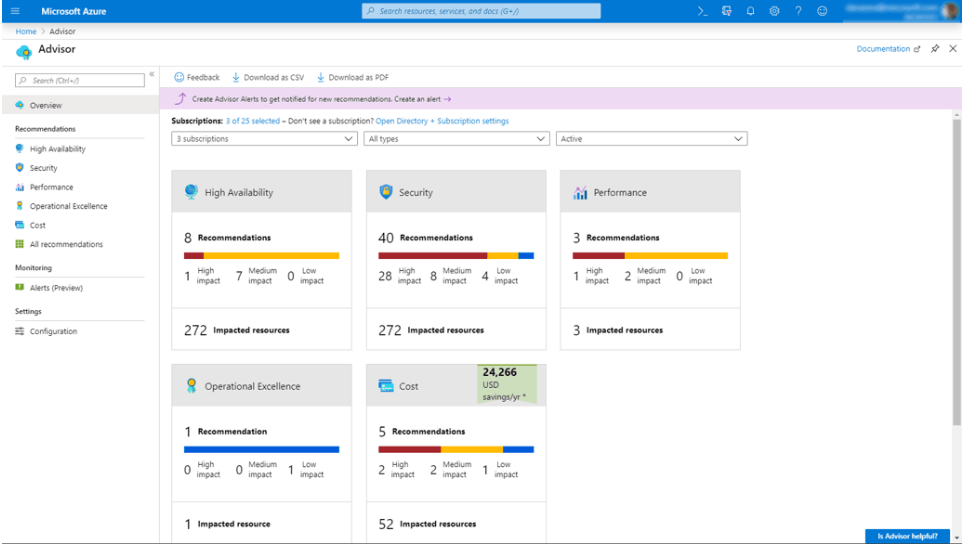 Microsoft Azure
Search resources, services, and docs (G+/)
Home > Advisor
Advisor
Documentation
Search (Ctrl+/)
«
Overview
Recommendations
High Availability
Security
Performance
Operational Excellence
Cost
All recommendations
Monitoring
Alerts (Preview)
Settings
Configuration
Feedback
Download as CSV
Download as PDF
Create Advisor Alerts to get notified for new recommendations. Create an alert →
Subscriptions: 3 of 25 selected – Don't see a subscription? Open Directory + Subscription settings
3 subscriptions
All types
Active
High Availability
8 Recommendations
1 High impact 7 Medium impact 0 Low impact
272 Impacted resources
Security
40 Recommendations
28 High impact 8 Medium impact 4 Low impact
272 Impacted resources
Performance
3 Recommendations
1 High impact 2 Medium impact 0 Low impact
3 Impacted resources
Operational Excellence
1 Recommendation
0 High impact 0 Medium impact 1 Low impact
1 Impacted resource
Cost
24,266
USD
savings/yr *
5 Recommendations
2 High impact 2 Medium impact 1 Low impact
52 Impacted resources
Is Advisor helpful?